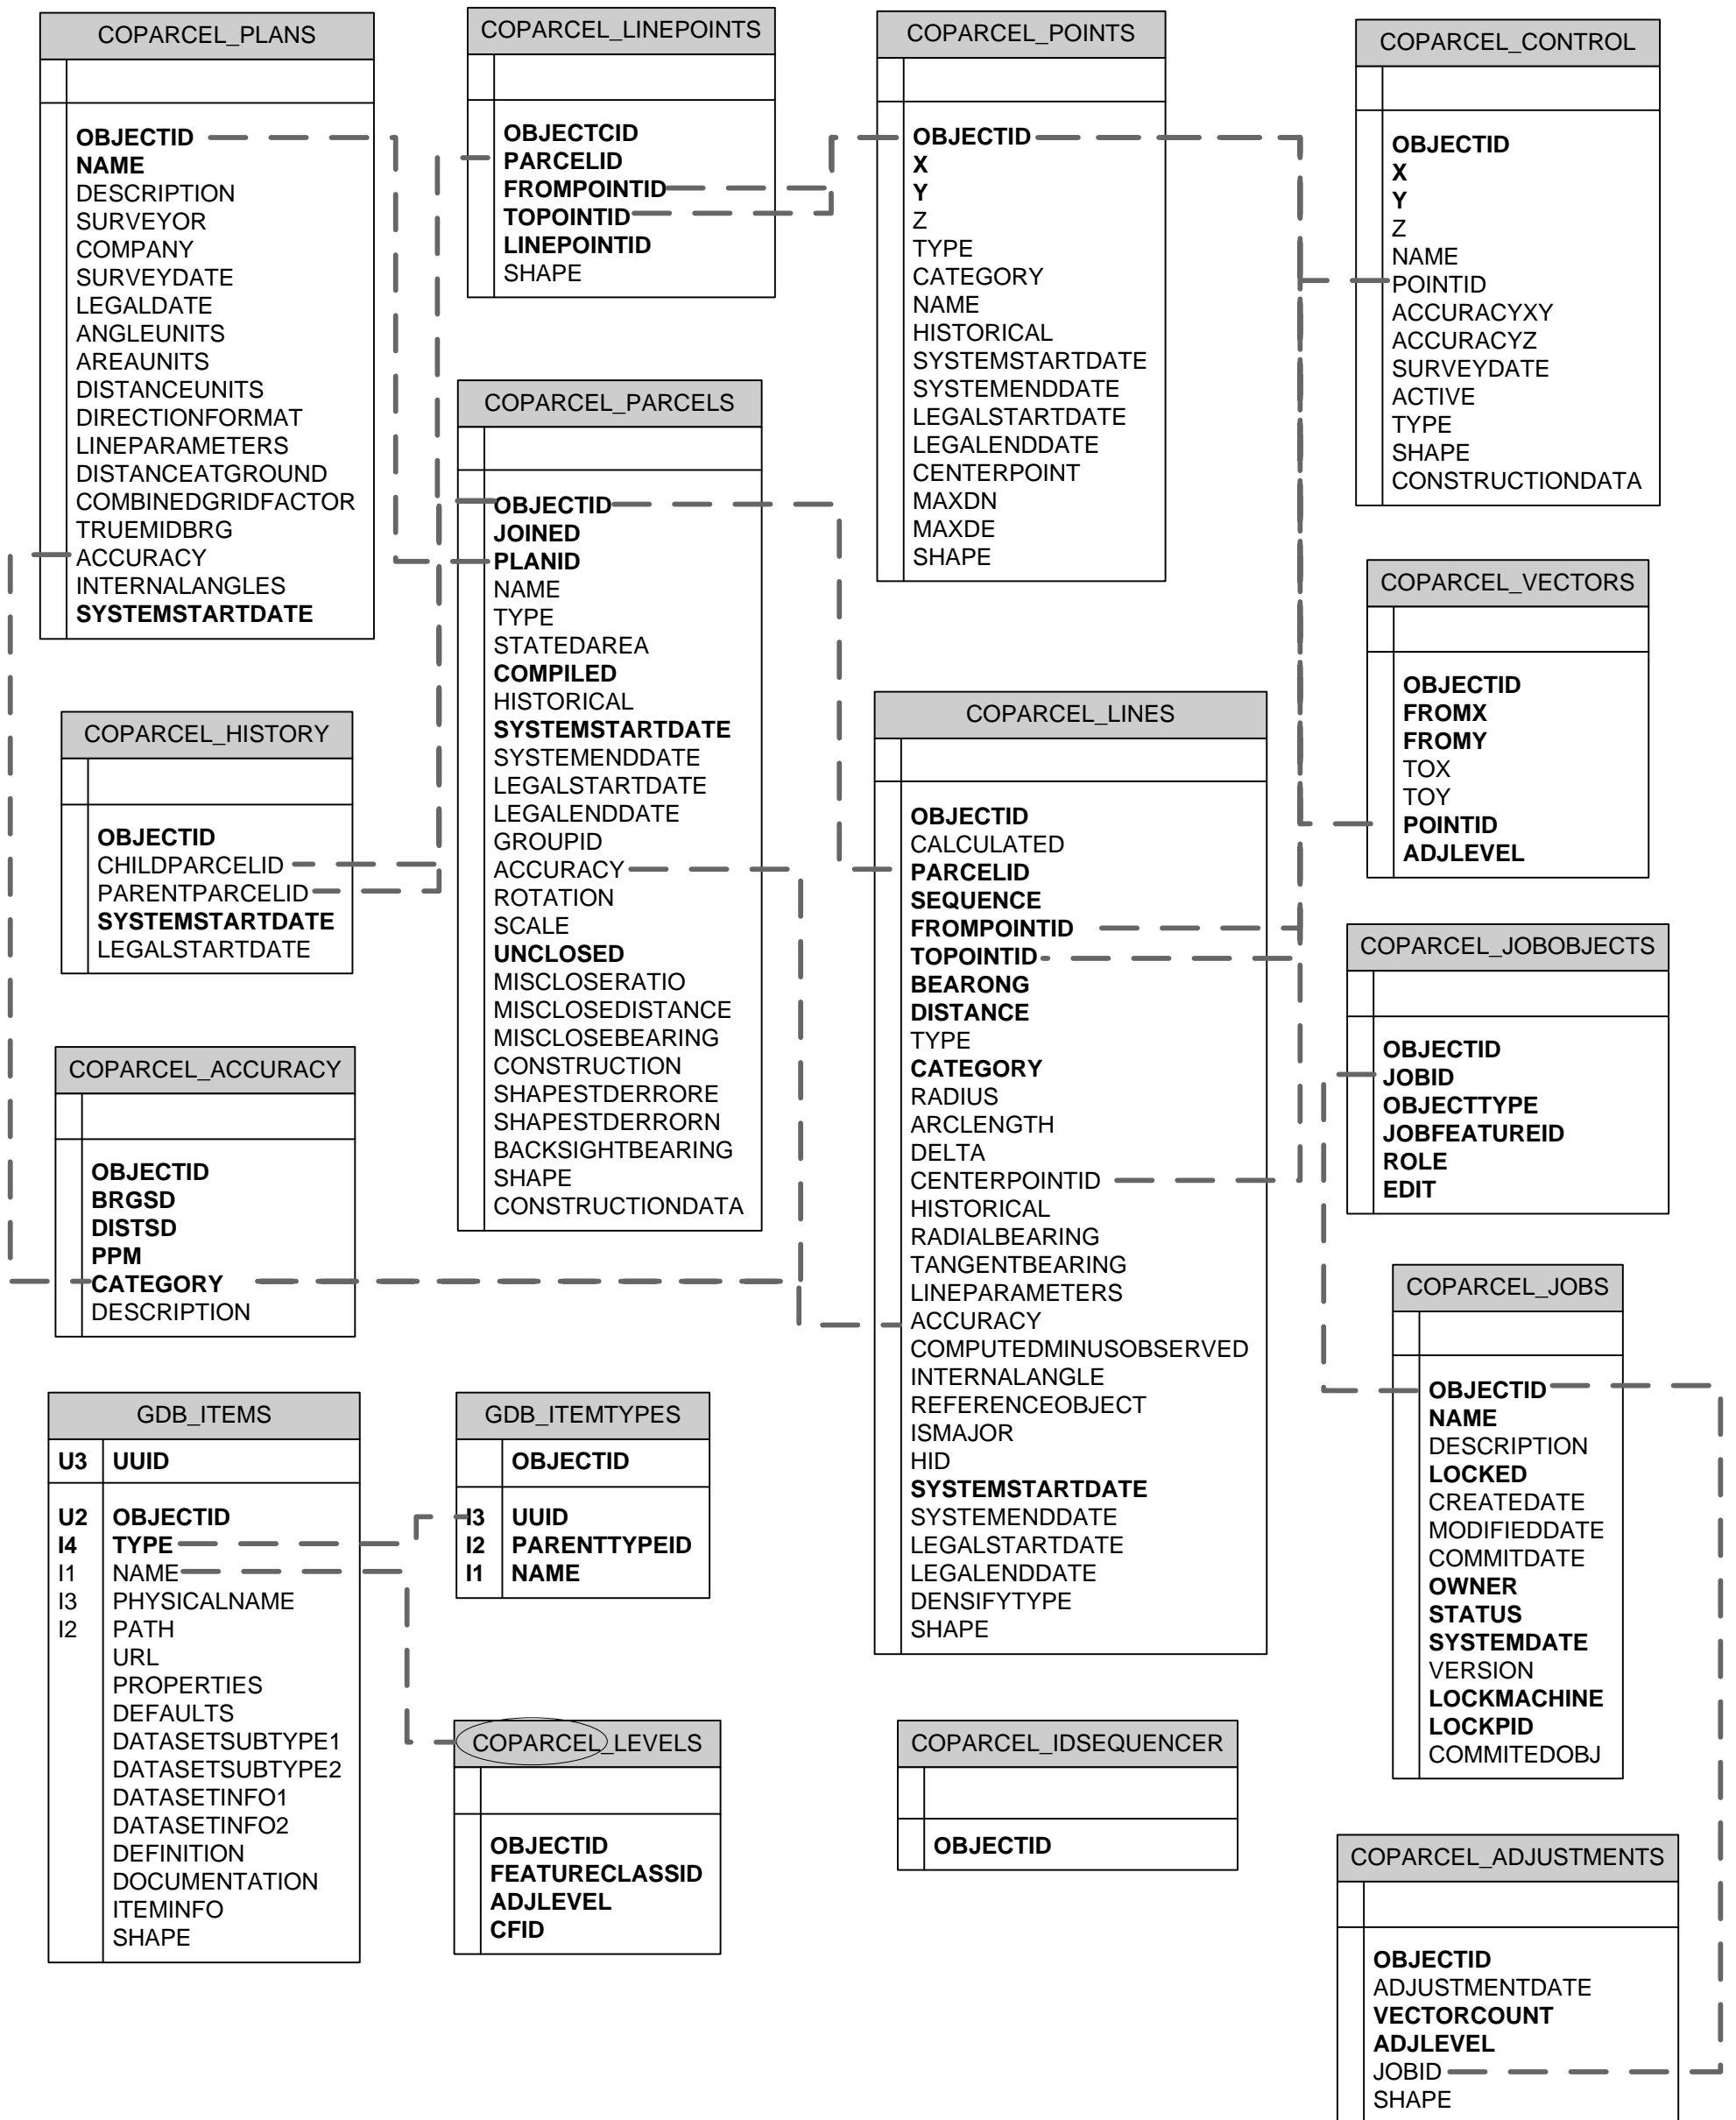 COPARCEL_PLANS
OBJECTID
NAME
DESCRIPTION
SURVEYOR
COMPANY
SURVEYDATE
LEGALDATE
ANGLEUNITS
AREAUNITS
DISTANCEUNITS
DIRECTIONFORMAT
LINEPARAMETERS
DISTANCEATGROUND
COMBINEDGRIDFACTOR
TRUEMIDBRG
ACCURACY
INTERNALANGLES
SYSTEMSTARTDATE
COPARCEL_LINEPOINTS
OBJECTCID
PARCELID
FROMPOINTID
TOPOINTID
LINEPOINTID
SHAPE
COPARCEL_POINTS
OBJECTID
X
Y
Z
TYPE
CATEGORY
NAME
HISTORICAL
SYSTEMSTARTDATE
SYSTEMENDDATE
LEGALSTARTDATE
LEGALENDDATE
CENTERPOINT
MAXDN
MAXDE
SHAPE
COPARCEL_CONTROL
OBJECTID
X
Y
Z
NAME
POINTID
ACCURACYXY
ACCURACYZ
SURVEYDATE
ACTIVE
TYPE
SHAPE
CONSTRUCTIONDATA
COPARCEL_PARCELS
OBJECTID
JOINED
PLANID
NAME
TYPE
STATEDAREA
COMPILED
HISTORICAL
SYSTEMSTARTDATE
SYSTEMENDDATE
LEGALSTARTDATE
LEGALENDDATE
GROUPID
ACCURACY
ROTATION
SCALE
UNCLOSED
MISCLOSERATIO
MISCLOSEDISTANCE
MISCLOSEBEARING
CONSTRUCTION
SHAPESTDERRORE
SHAPESTDERRORN
BACKSIGHTBEARING
SHAPE
CONSTRUCTIONDATA
COPARCEL_VECTORS
OBJECTID
FROMX
FROMY
TOX
TOY
POINTID
ADJLEVEL
COPARCEL_HISTORY
OBJECTID
CHILDPARCELID
PARENTPARCELID
SYSTEMSTARTDATE
LEGALSTARTDATE
COPARCEL_LINES
OBJECTID
CALCULATED
PARCELID
SEQUENCE
FROMPOINTID
TOPOINTID
BEARONG
DISTANCE
TYPE
CATEGORY
RADIUS
ARCLENGTH
DELTA
CENTERPOINTID
HISTORICAL
RADIALBEARING
TANGENTBEARING
LINEPARAMETERS
ACCURACY
COMPUTEDMINUSOBSERVED
INTERNALANGLE
REFERENCEOBJECT
ISMAJOR
HID
SYSTEMSTARTDATE
SYSTEMENDDATE
LEGALSTARTDATE
LEGALENDDATE
DENSIFYTYPE
SHAPE
COPARCEL_JOBOBJECTS
OBJECTID
JOBID
OBJECTTYPE
JOBFEATUREID
ROLE
EDIT
COPARCEL_ACCURACY
OBJECTID
BRGSD
DISTSD
PPM
CATEGORY
DESCRIPTION
COPARCEL_JOBS
OBJECTID
NAME
DESCRIPTION
LOCKED
CREATEDATE
MODIFIEDDATE
COMMITDATE
OWNER
STATUS
SYSTEMDATE
VERSION
LOCKMACHINE
LOCKPID
COMMITEDOBJ
GDB_ITEMS
U3 UUID
U2 OBJECTID
I4 TYPE
I1 NAME
I3 PHYSICALNAME
I2 PATH
URL
PROPERTIES
DEFAULTS
DATASETSUBTYPE1
DATASETSUBTYPE2
DATASETINFO1
DATASETINFO2
DEFINITION
DOCUMENTATION
ITEMINFO
SHAPE
GDB_ITEMTYPES
OBJECTID
I3 UUID
I2 PARENTTYPEID
I1 NAME
COPARCEL_LEVELS
OBJECTID
FEATURECLASSID
ADJLEVEL
CFID
COPARCEL_IDSEQUENCER
OBJECTID
COPARCEL_ADJUSTMENTS
OBJECTID
ADJUSTMENTDATE
VECTORCOUNT
ADJLEVEL
JOBID
SHAPE